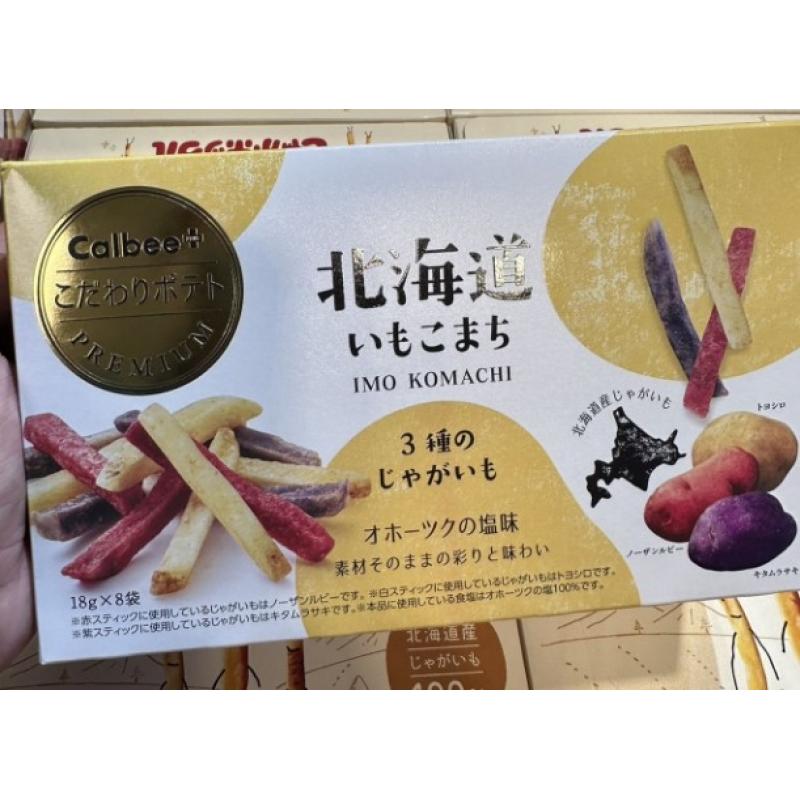 Calbee+
こだわりポテト
PREMIUM
北海道
いもこまち
IMO KOMACHI
3種の
じゃがいも
オホーツクの塩味
素材そのままの彩りと味わい
北海道産じゃがいも
トヨシロ
ノーザンルビー
キタムラサキ
18g×8袋
※赤スティックに使用しているじゃがいもはノーザンルビーです。※白スティックに使用しているじゃがいもはトヨシロです。
※紫スティックに使用しているじゃがいもはキタムラサキです。※本品に使用している食塩はオホーツクの塩100%です。
北海道産
じゃがいも